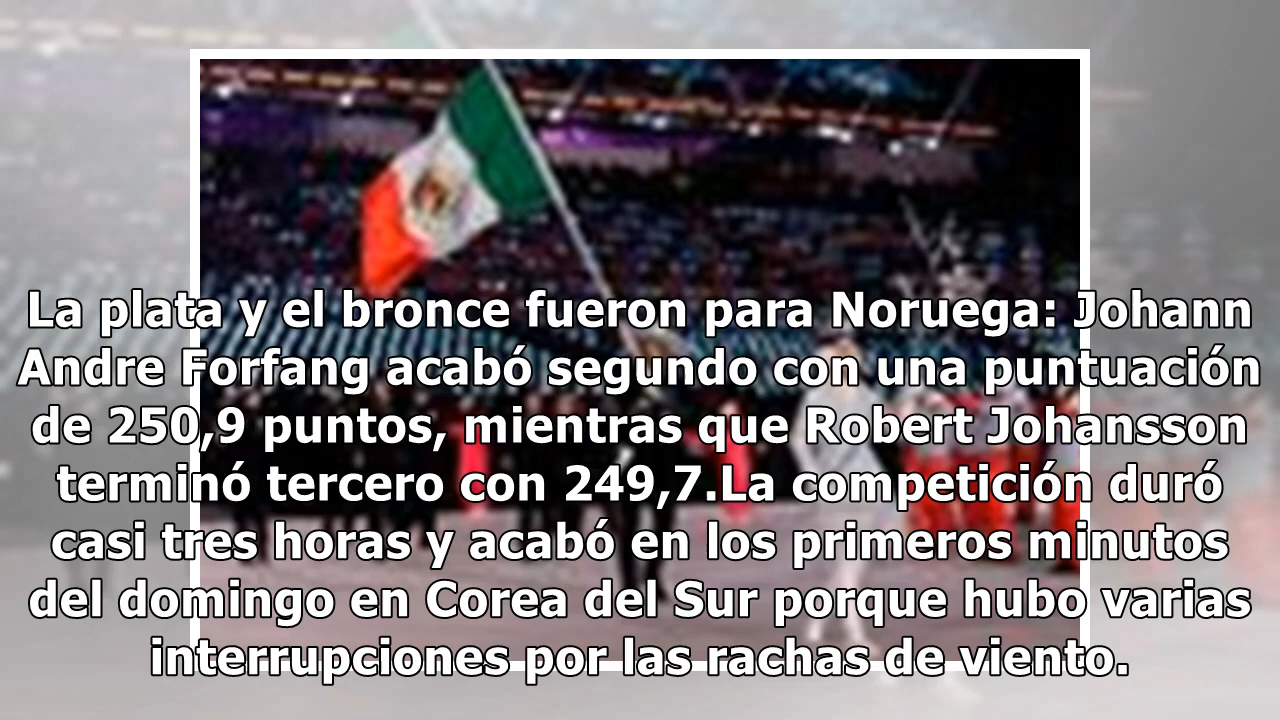 La plata y el bronce fueron para Noruega: Johann
Andre Forfang acabó segundo con una puntuación
de 250,9 puntos, mientras que Robert Johansson
terminó tercero con 249,7.La competición duró
casi tres horas y acabó en los primeros minutos
del domingo en Corea del Sur porque hubo varias
interrupciones por las rachas de viento.